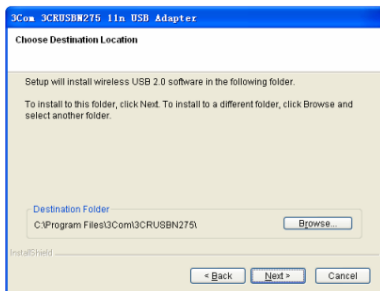 3Com 3CRUSBN275 11n USB Adapter
Choose Destination Location
Setup will install wireless USB 2.0 software in the following folder.
To install to this folder, click Next. To install to a different folder, click Browse and
select another folder.
Destination Folder
C:\Program Files\3Com\3CRUSBN275\
Browse...
InstallShield
< Back
Next >
Cancel